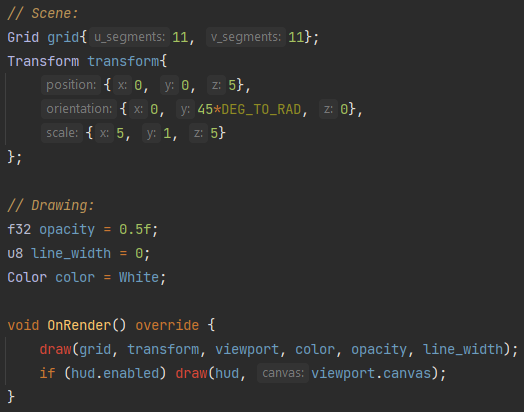 // Scene:
Grid grid{ u_segments: 11, v_segments: 11};
Transform transform{
position: {x: 0, y: 0, z: 5},
orientation: {x: 0, y: 45*DEG_TO_RAD, z: 0},
scale: {x: 5, y: 1, z: 5}
};
// Drawing:
f32 opacity = 0.5f;
u8 line_width = 0;
Color color = White;
void OnRender() override {
draw(grid, transform, viewport, color, opacity, line_width);
if (hud.enabled) draw(hud, canvas: viewport.canvas);
}